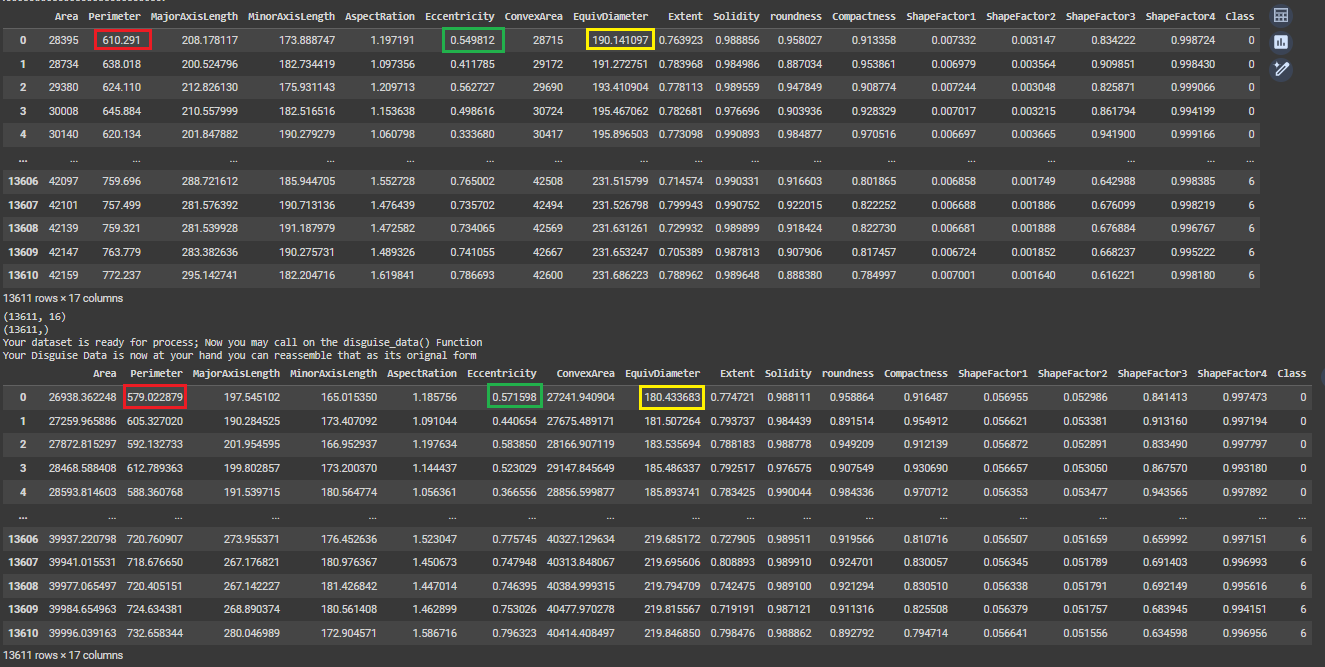 Area Perimeter MajorAxisLength MinorAxisLength AspectRation Eccentricity ConvexArea EquivDiameter Extent Solidity roundness Compactness ShapeFactor1 ShapeFactor2 ShapeFactor3 ShapeFactor4 Class
0 28395 610.291 208.178117 173.888747 1.197191 0.549812 28715 190.141097 0.763923 0.988856 0.958027 0.913358 0.007332 0.003147 0.834222 0.998724 0
1 28734 638.018 200.524796 182.734419 1.097356 0.411785 29172 191.272751 0.783968 0.984986 0.887034 0.953861 0.006979 0.003564 0.909851 0.998430 0
2 29380 624.110 212.826130 175.931143 1.209713 0.562727 29690 193.410904 0.778113 0.989559 0.947849 0.908774 0.007244 0.003048 0.825871 0.999066 0
3 30008 645.884 210.557999 182.516516 1.153638 0.498616 30724 195.467062 0.782681 0.976696 0.903936 0.928329 0.007017 0.003215 0.861794 0.994199 0
4 30140 620.134 201.847882 190.279279 1.060798 0.333680 30417 195.896503 0.773098 0.990893 0.984877 0.970516 0.006697 0.003665 0.941900 0.999166 0
... ... ... ... ... ... ... ... ... ... ... ... ... ... ... ... ... ...
13606 42097 759.696 288.721612 185.944705 1.552728 0.765002 42508 231.515799 0.714574 0.990331 0.916603 0.801865 0.006858 0.001749 0.642988 0.998385 6
13607 42101 757.499 281.576392 190.713136 1.476439 0.735702 42494 231.526798 0.799943 0.990752 0.922015 0.822252 0.006688 0.001886 0.676099 0.998219 6
13608 42139 759.321 281.539928 191.187979 1.472582 0.734065 42569 231.631261 0.729932 0.989899 0.918424 0.822730 0.006681 0.001888 0.676884 0.996767 6
13609 42147 763.779 283.382636 190.275731 1.489326 0.741055 42667 231.653247 0.705389 0.987813 0.907906 0.817457 0.006724 0.001852 0.668237 0.995222 6
13610 42159 772.237 295.142741 182.204716 1.619841 0.786693 42600 231.686223 0.788962 0.989648 0.888380 0.784997 0.007001 0.001640 0.616221 0.998180 6
13611 rows × 17 columns
(13611, 16)
(13611,)
Your dataset is ready for process; Now you may call on the disguise_data() Function
Your Disguise Data is now at your hand you can reassemble that as its orignal form
Area Perimeter MajorAxisLength MinorAxisLength AspectRation Eccentricity ConvexArea EquivDiameter Extent Solidity roundness Compactness ShapeFactor1 ShapeFactor2 ShapeFactor3 ShapeFactor4 Class
0 26938.362248 579.022879 197.545102 165.015350 1.185756 0.571598 27241.940904 180.433683 0.774721 0.988111 0.958864 0.916487 0.056955 0.052986 0.841413 0.997473 0
1 27259.965886 605.327020 190.284525 173.407092 1.091044 0.440654 27675.489171 181.507264 0.793737 0.984439 0.891514 0.954912 0.056621 0.053381 0.913160 0.997194 0
2 27872.815297 592.132733 201.954595 166.952937 1.197634 0.583850 28166.907119 183.535694 0.788183 0.988778 0.949209 0.912139 0.056872 0.052891 0.833490 0.997797 0
3 28468.588408 612.789363 199.802857 173.200370 1.144437 0.523029 29147.845649 185.486337 0.792517 0.976575 0.907549 0.930690 0.056657 0.053050 0.867570 0.993180 0
4 28593.814603 588.360768 191.539715 180.564774 1.056361 0.366556 28856.599877 185.893741 0.783425 0.990044 0.984336 0.970712 0.056353 0.053477 0.943565 0.997892 0
... ... ... ... ... ... ... ... ... ... ... ... ... ... ... ... ... ...
13606 39937.220798 720.760907 273.955371 176.452636 1.523047 0.775745 40327.129634 219.685172 0.727905 0.989511 0.919566 0.810716 0.056507 0.051659 0.659992 0.997151 6
13607 39941.015531 718.676650 267.176821 180.976367 1.450673 0.747948 40313.848067 219.695606 0.808893 0.989910 0.924701 0.830057 0.056345 0.051789 0.691403 0.996993 6
13608 39977.065497 720.405151 267.142227 181.426842 1.447014 0.746395 40384.999315 219.794709 0.742475 0.989100 0.921294 0.830510 0.056338 0.051791 0.692149 0.995616 6
13609 39984.654963 724.634381 268.890374 180.561408 1.462899 0.753026 40477.970278 219.815567 0.719191 0.987121 0.911316 0.825508 0.056379 0.051757 0.683945 0.994151 6
13610 39996.039163 732.658344 280.046989 172.904571 1.586716 0.796323 40414.408497 219.846850 0.798476 0.988862 0.892792 0.794714 0.056641 0.051556 0.634598 0.996956 6
13611 rows × 17 columns